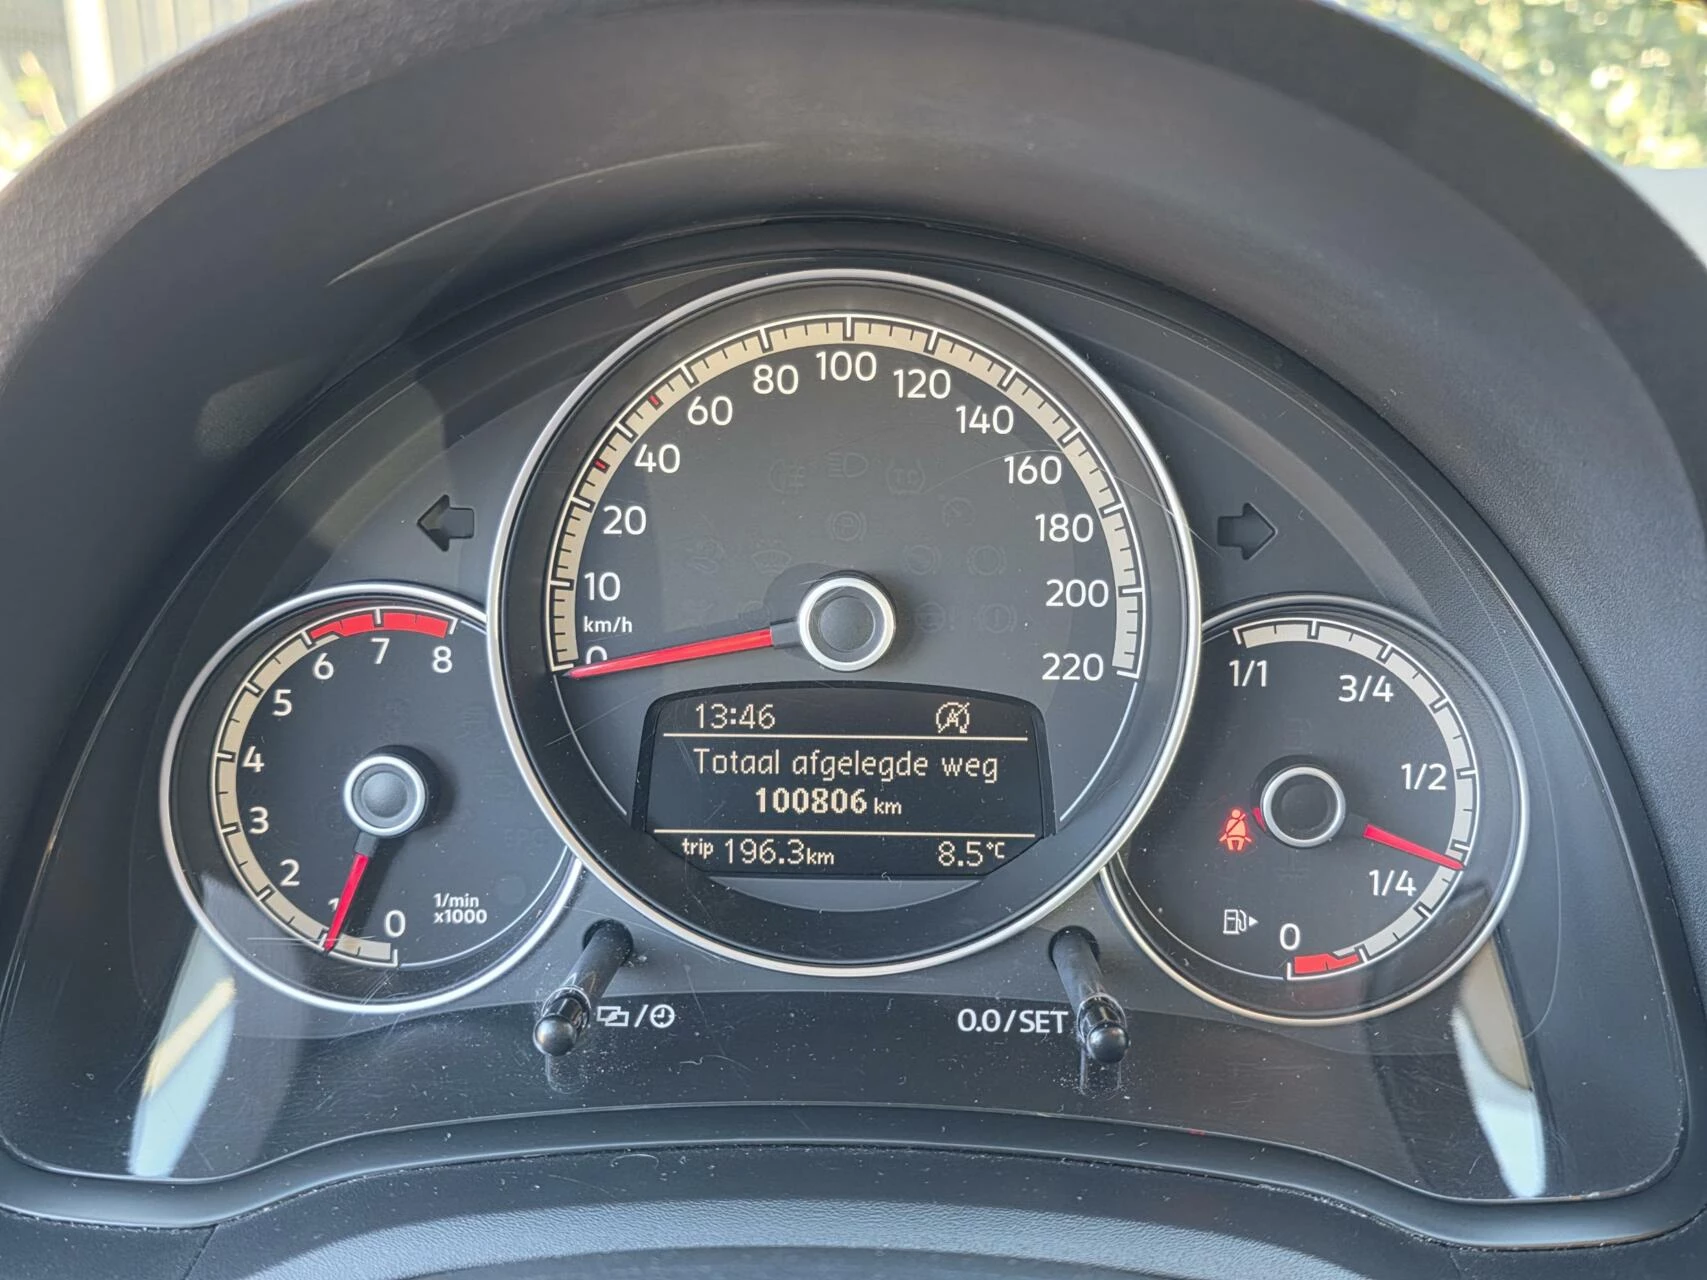 80 100 120
60 140
40 160
20 180
10 200
km/h
0 220
13:46
Totaal afgelegde weg
100806 km
trip 196.3km 8.5°C
8
7
6
5
4
3
2
1
0
1/min
x1000
1/1
3/4
1/2
1/4
0
/
0.0/SET